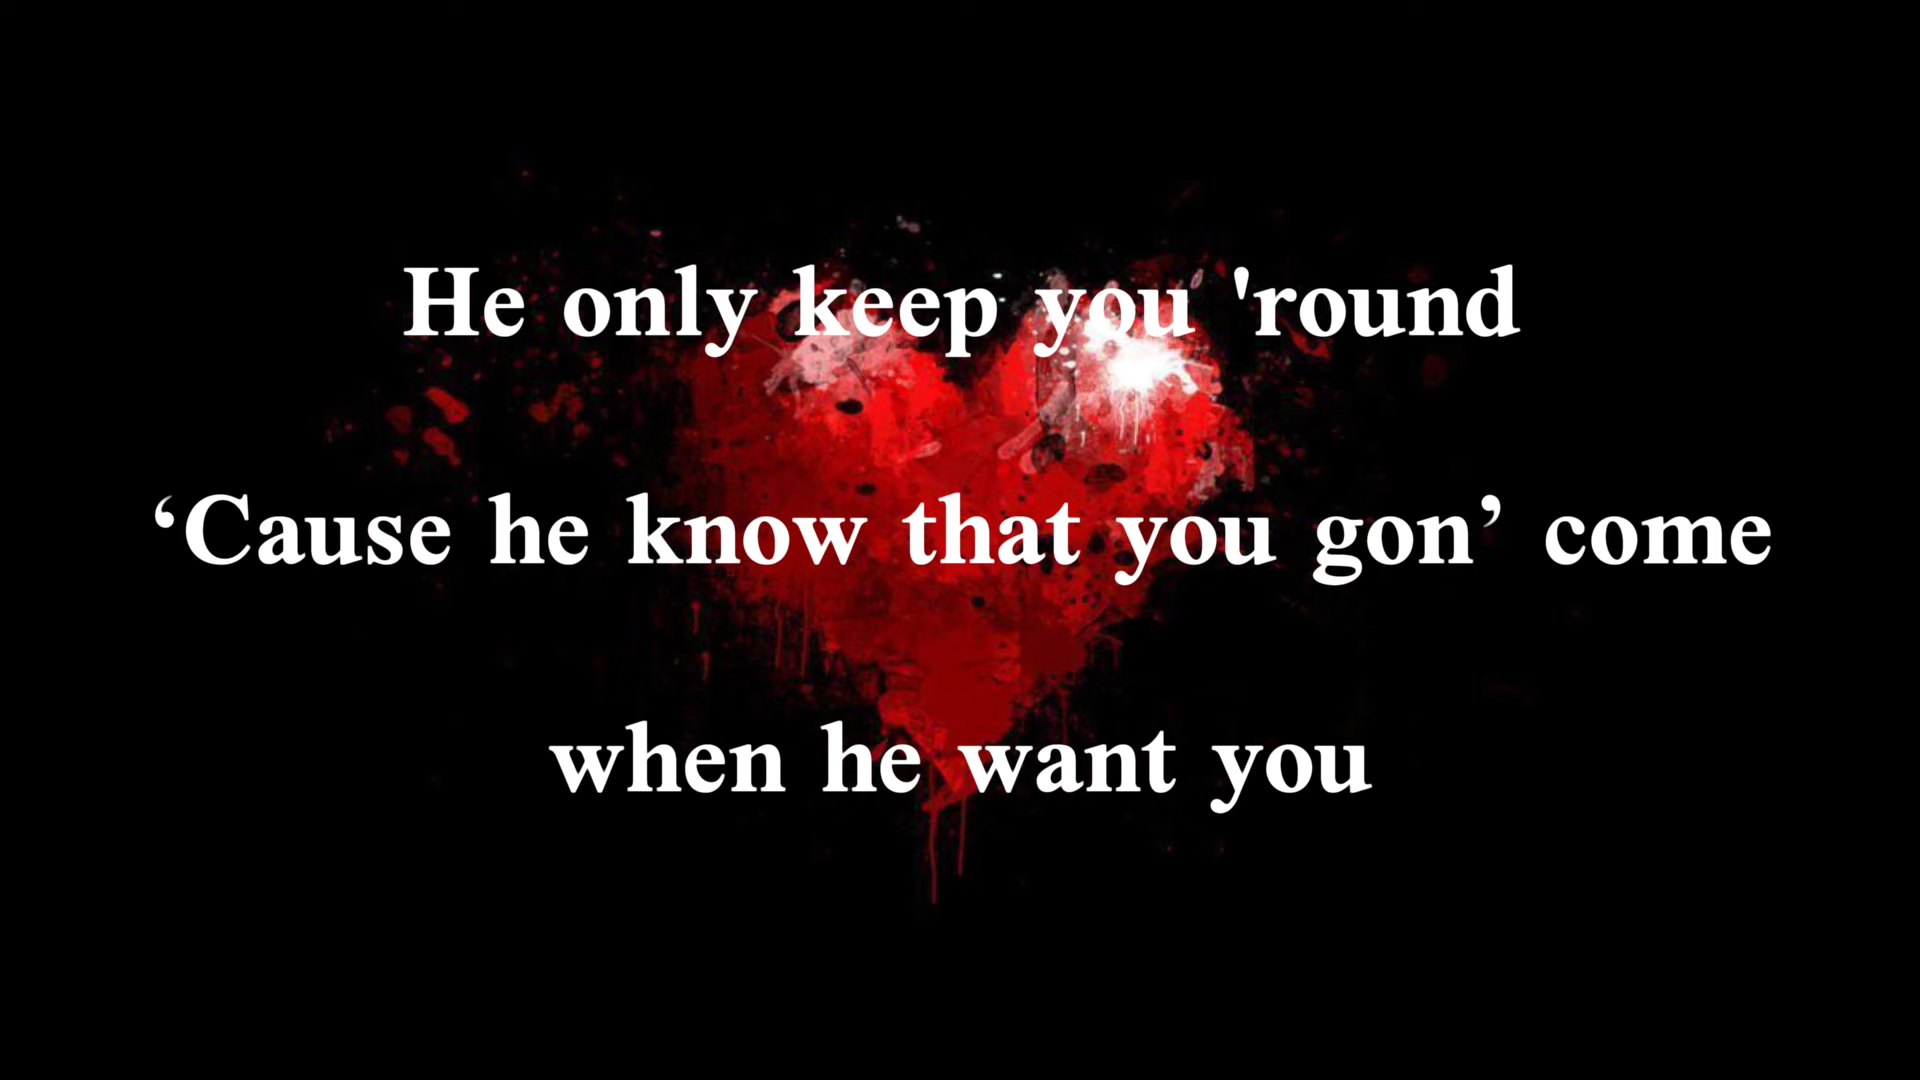 He only keep you 'round
‘Cause he know that you gon’ come
when he want you